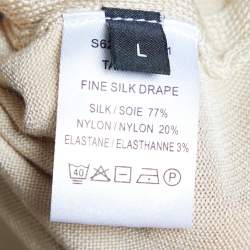 L
FINE SILK DRAPE
SILK / SOIE 77%
NYLON / NYLON 20%
ELASTANE / ELASTHANNE 3%
40
P